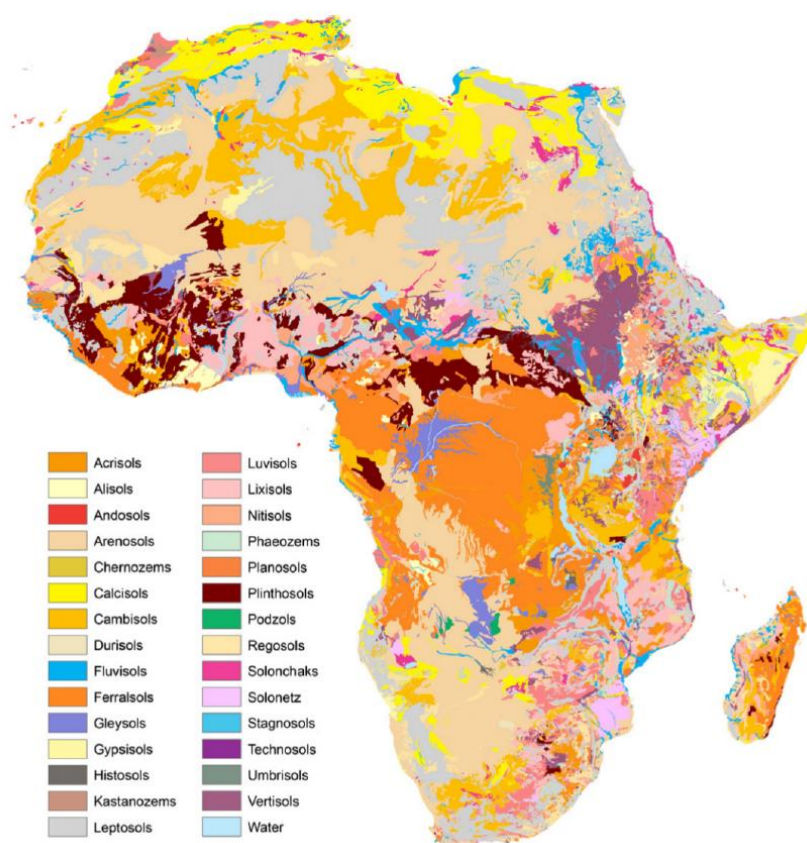 Acrisols
Alisols
Andosols
Arenosols
Chernozems
Calcisols
Cambisols
Durisols
Fluvisols
Ferralsols
Gleysols
Gypsisols
Histosols
Kastanozems
Leptosols
Luvisols
Lixisols
Nitisols
Phaeozems
Planosols
Plinthosols
Podzols
Regosols
Solonchaks
Solonetz
Stagnosols
Technosols
Umbrisols
Vertisols
Water